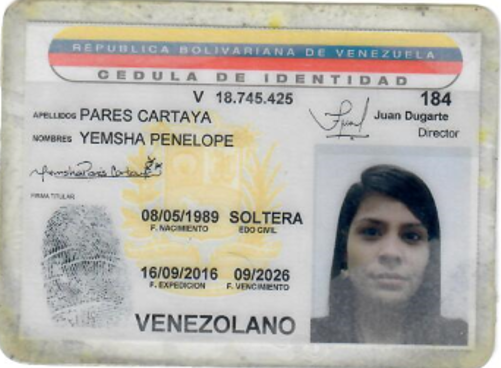 REPUBLICA BOLIVARIANA DE VENEZUELA
CEDULA DE IDENTIDAD
V 18.745.425 184
APELLIDOS PARES CARTAYA
Juan Dugarte
Director
NOMBRES YEMSHA PENELOPE
Yemsha Parés Cartaya
FIRMA TITULAR
08/05/1989 SOLTERA
F. NACIMIENTO EDO CIVIL
16/09/2016 09/2026
F. EXPEDICION F. VENCIMIENTO
VENEZOLANO